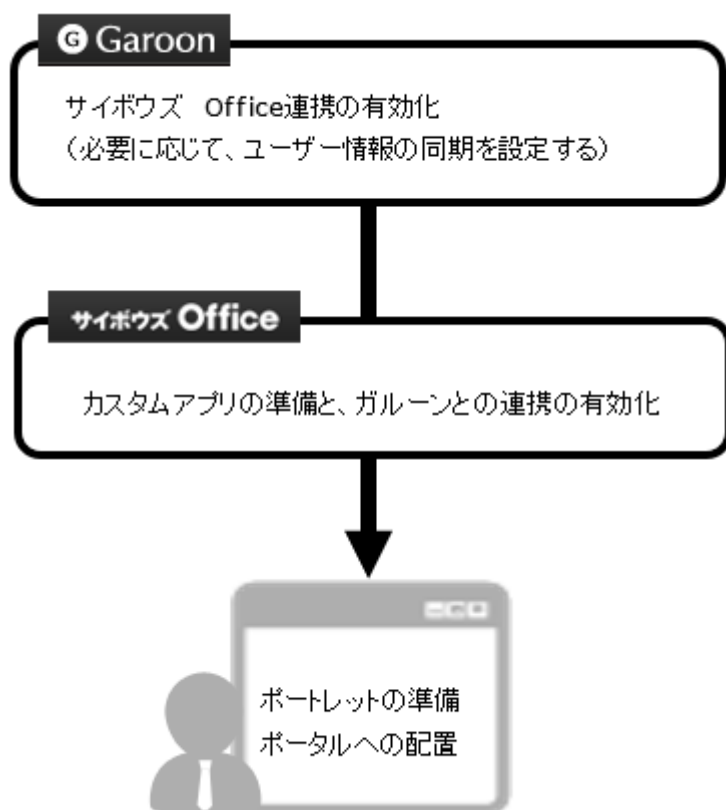 G Garoon
サイボウズ Office連携の有効化
（必要に応じて、ユーザー情報の同期を設定する）
サイボウズ Office
カスタムアプリの準備と、ガルーンとの連携の有効化
ポートレットの準備
ポータルへの配置